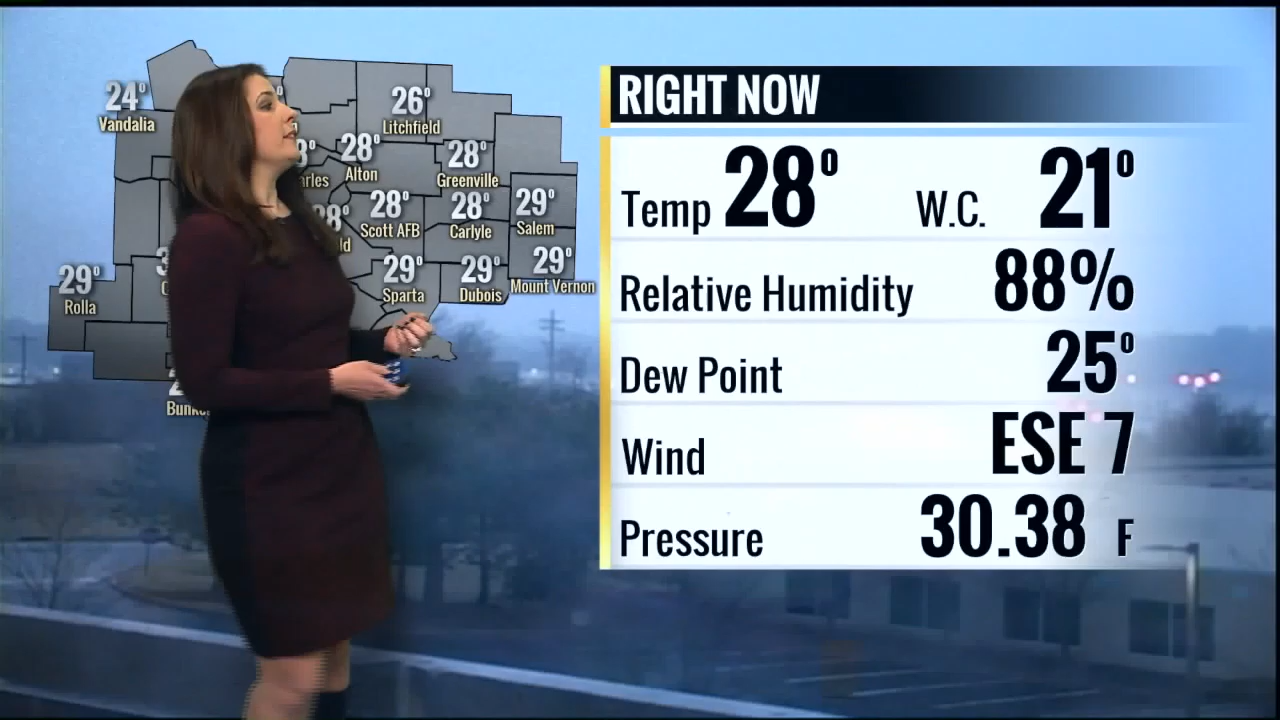 RIGHT NOW
Temp 28° W.C. 21°
Relative Humidity 88%
Dew Point 25°
Wind ESE 7
Pressure 30.38 F
24°
Vandalia
26°
Litchfield
28°
Alton
28°
Greenville
28°
Scott AFB
28°
Carlyle
29°
Salem
29°
Rolla
29°
Sparta
29°
Dubois
29°
Mount Vernon